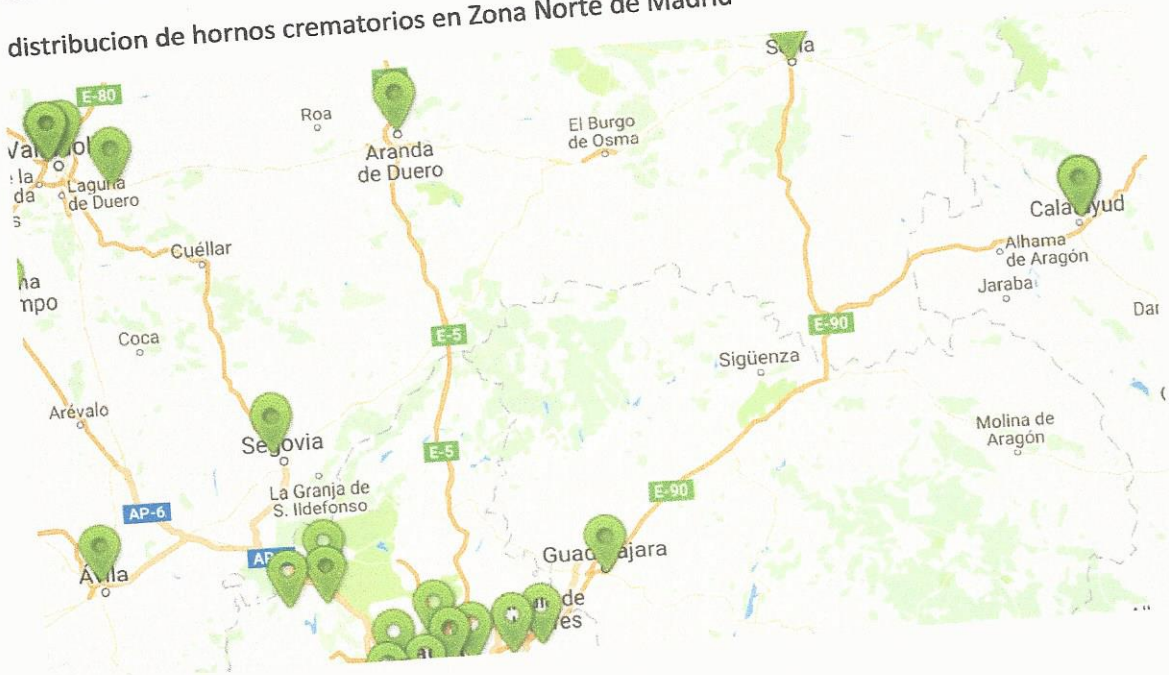 distribucion de hornos crematorios en Zona Norte de Madrid
E-80
Roa
Aranda
de Duero
El Burgo
de Osma
Laguna
de Duero
Cuéllar
Calatayud
Alhama
de Aragón
Jaraba
E-5
E-90
Coca
Sigüenza
Arévalo
Segovia
E-5
Molina de
Aragón
La Granja de
S. Ildefonso
E-90
AP-6
Guadalajara
Ávila
de